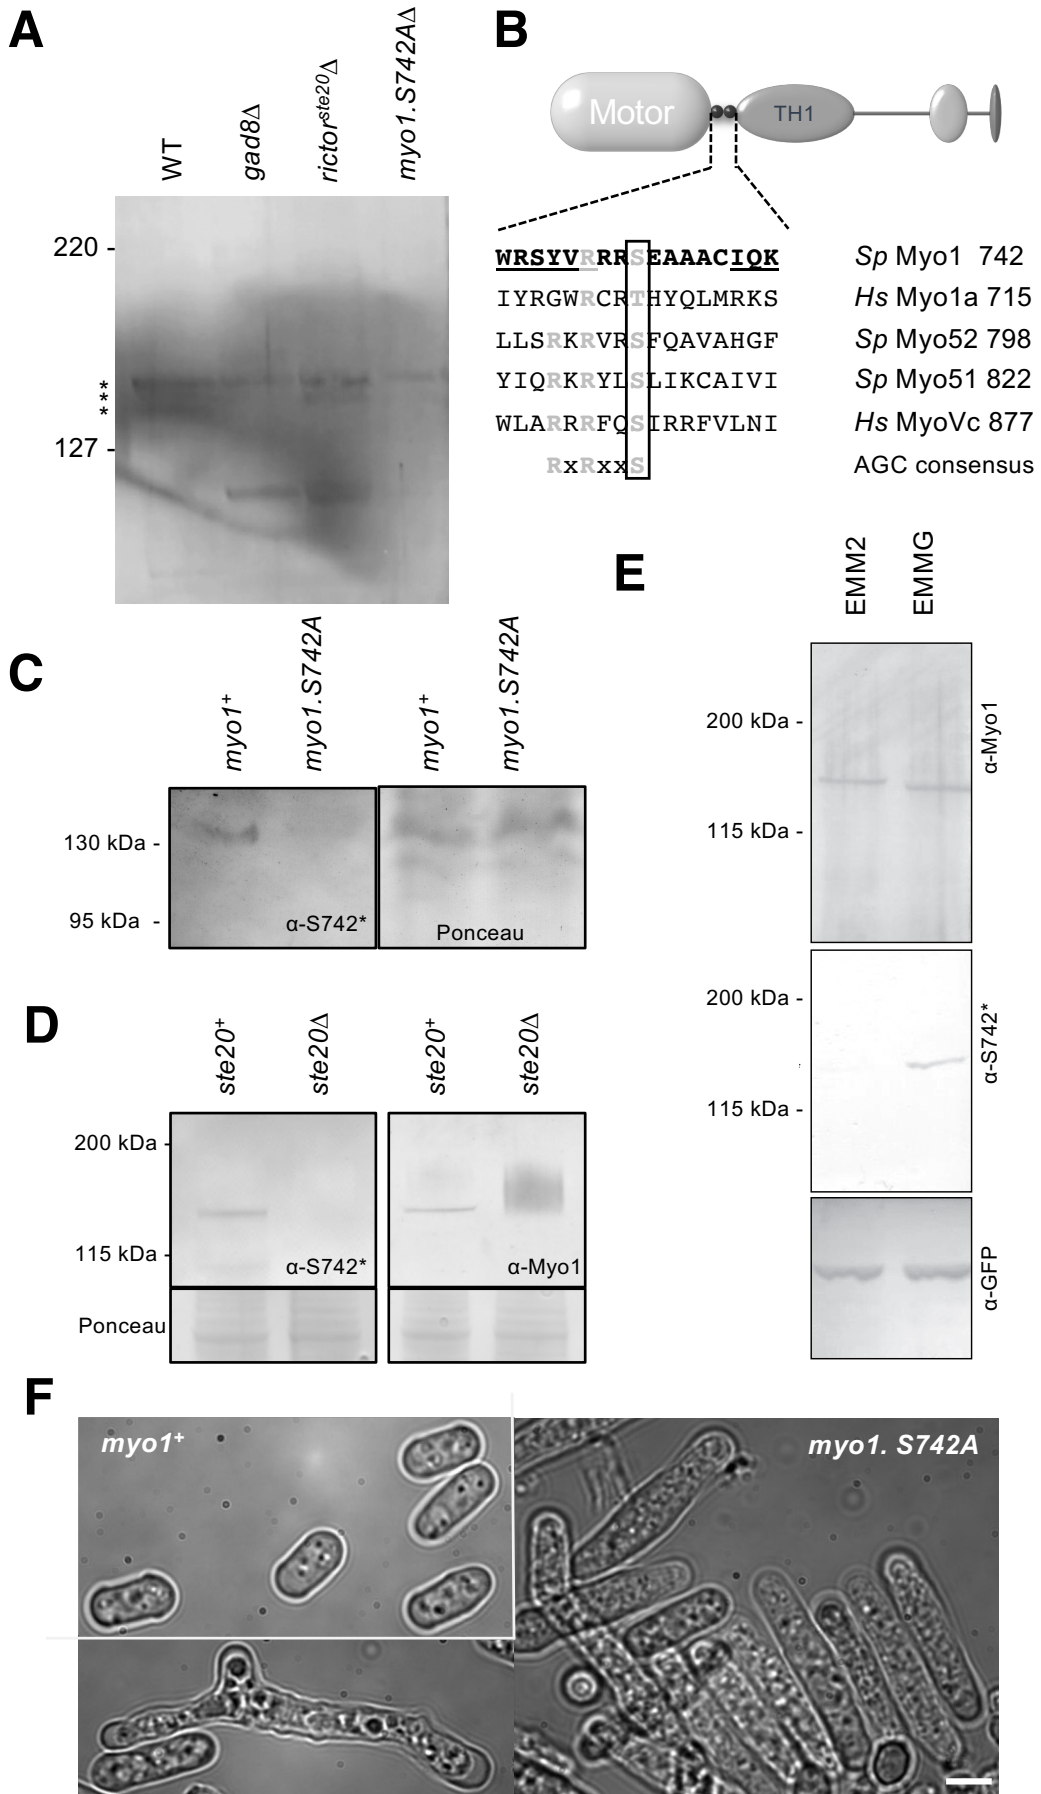 A
WT
gad8Δ
rictorste20Δ
myo1.S742AΔ
220 -
***
127 -
B
Motor
TH1
WRSYVRRRSEAAACIQK Sp Myo1 742
IYRGWRCRTHYQLMRKS Hs Myo1a 715
LLSRKRVRSFQAVAHGF Sp Myo52 798
YIQRKRYLSLIKCAIVI Sp Myo51 822
WLARRRFQSIRRFVLNI Hs MyoVc 877
RxRxxS AGC consensus
C
myo1+
myo1.S742A
myo1+
myo1.S742A
130 kDa -
95 kDa -
α-S742*
Ponceau
D
ste20+
ste20Δ
ste20+
ste20Δ
200 kDa -
115 kDa -
α-S742*
α-Myo1
Ponceau
E
EMM2
EMMG
200 kDa -
115 kDa -
α-Myo1
200 kDa -
115 kDa -
α-S742*
α-GFP
F
myo1+
myo1. S742A